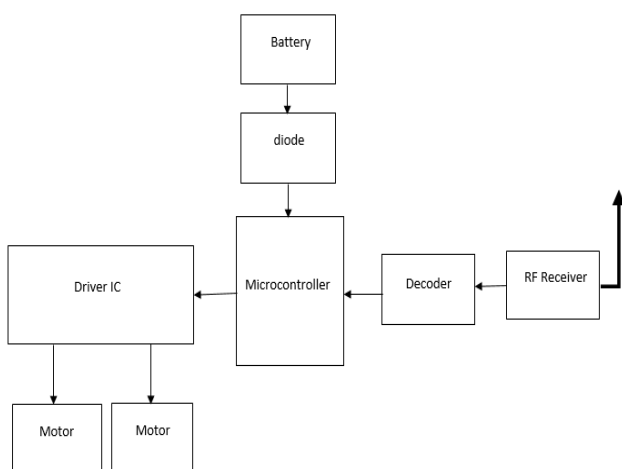 Battery
diode
Microcontroller
Driver IC
Decoder
RF Receiver
Motor
Motor